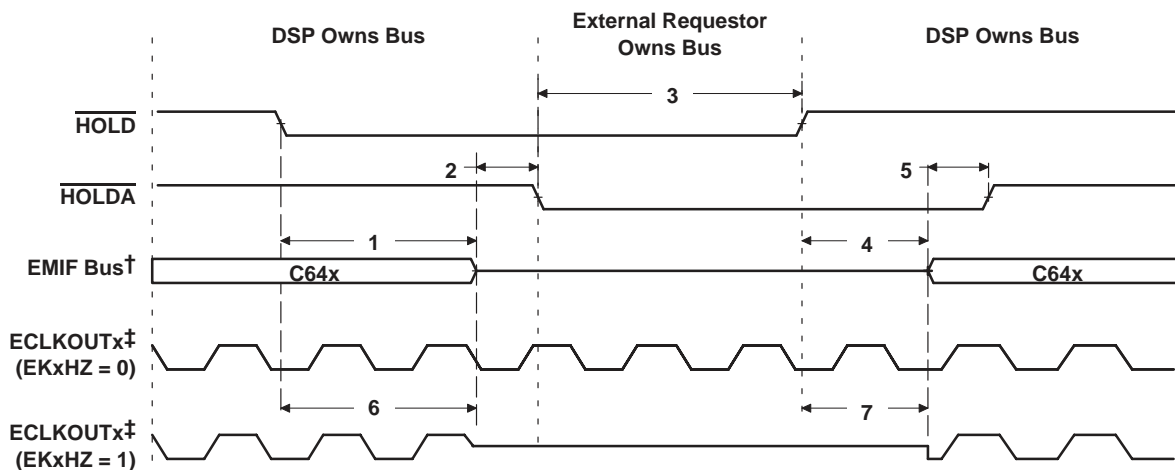 DSP Owns Bus
External Requestor
Owns Bus
DSP Owns Bus
3
HOLD
2
5
HOLDA
1
4
EMIF Bus†
C64x
C64x
ECLKOUTx‡
(EKxHZ = 0)
6
7
ECLKOUTx‡
(EKxHZ = 1)